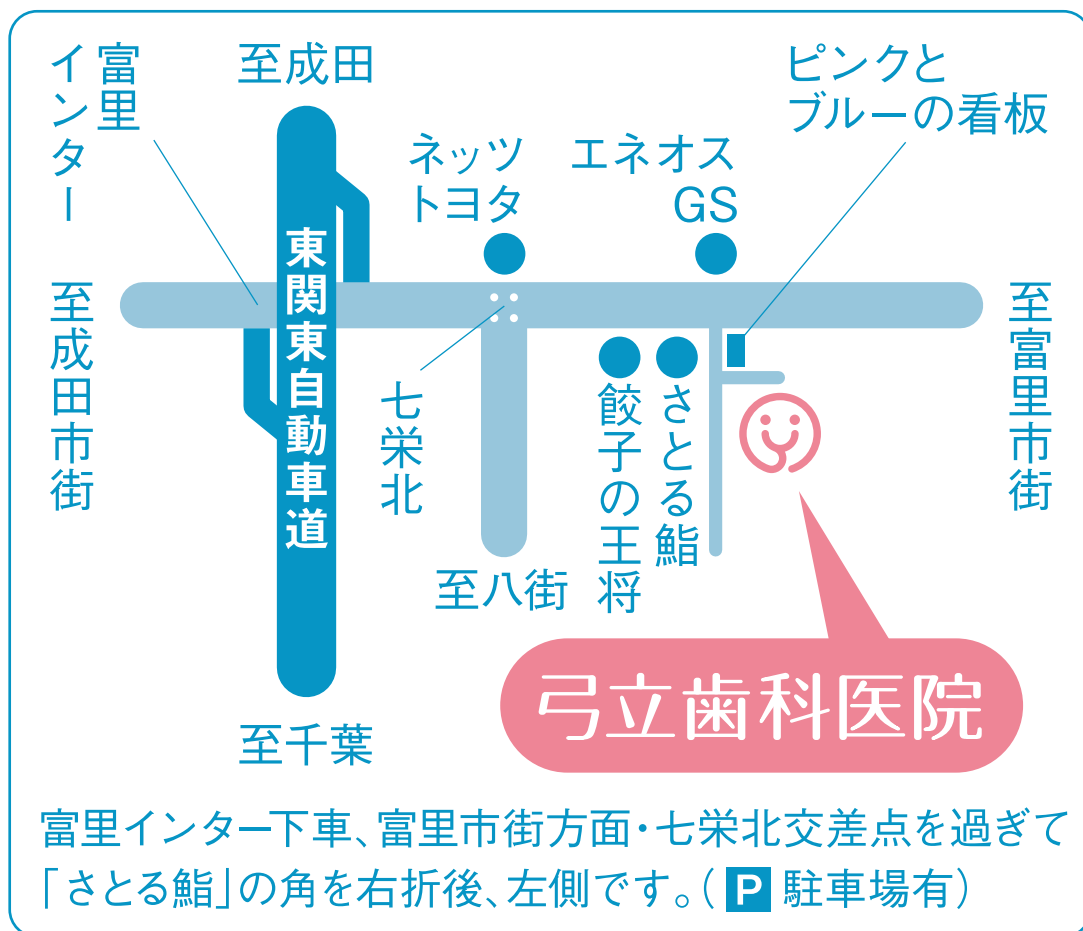 富里
インター
至成田
ネッツ
トヨタ
エネオス
GS
ピンクと
ブルーの看板
東関東自動車道
至成田市街
至富里市街
七栄北
餃子の王将
さとる鮨
至八街
至千葉
弓立歯科医院
富里インター下車、富里市街方面・七栄北交差点を過ぎて
「さとる鮨」の角を右折後、左側です。（ P 駐車場有）